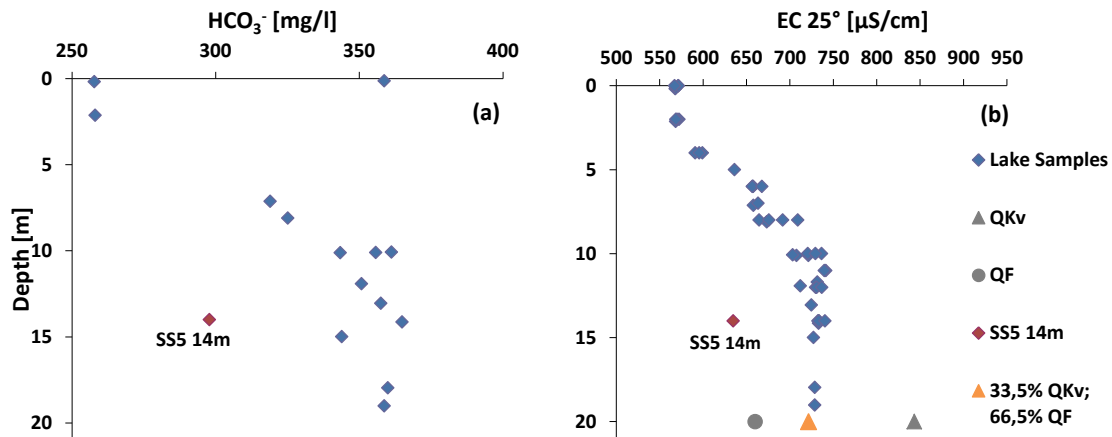 HCO₃⁻ [mg/l]
250 300 350 400
0
5
10
15
20
Depth [m]
(a)
SS5 14m
EC 25° [µS/cm]
500 550 600 650 700 750 800 850 900 950
0
5
10
15
20
(b)
SS5 14m
Lake Samples
QKv
QF
SS5 14m
33,5% QKv;
66,5% QF